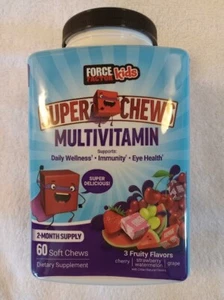 FORCE
FACTOR kids
SUPER CHEWS
MULTIVITAMIN
Supports:
Daily Wellness* • Immunity* • Eye Health*
SUPER
DELICIOUS!
2-MONTH SUPPLY
60 Soft Chews
Dietary Supplement
3 Fruity Flavors
cherry strawberry watermelon grape